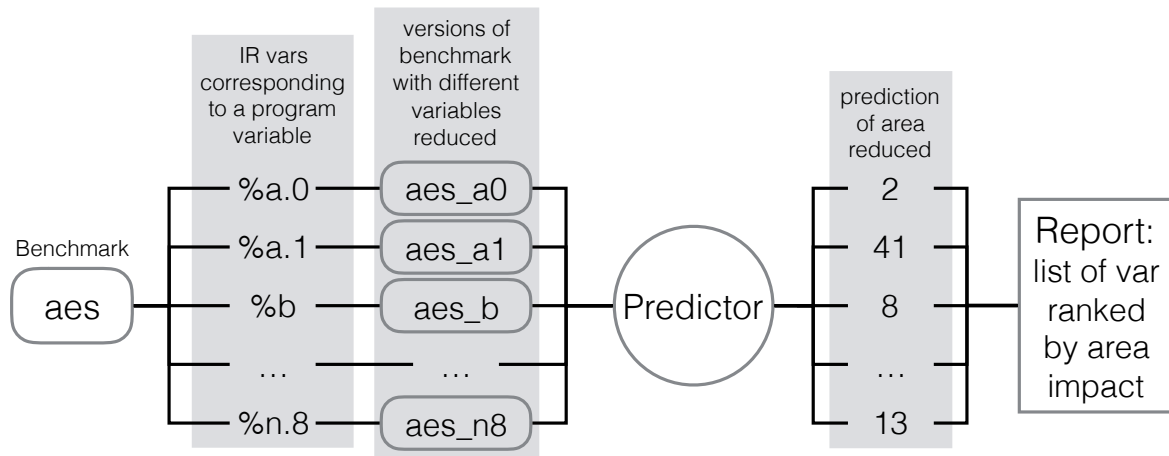 Benchmark
aes
IR vars
corresponding
to a program
variable
%a.0
%a.1
%b
...
%n.8
versions of
benchmark
with different
variables
reduced
aes_a0
aes_a1
aes_b
...
aes_n8
Predictor
prediction
of area
reduced
2
41
8
...
13
Report:
list of var
ranked
by area
impact